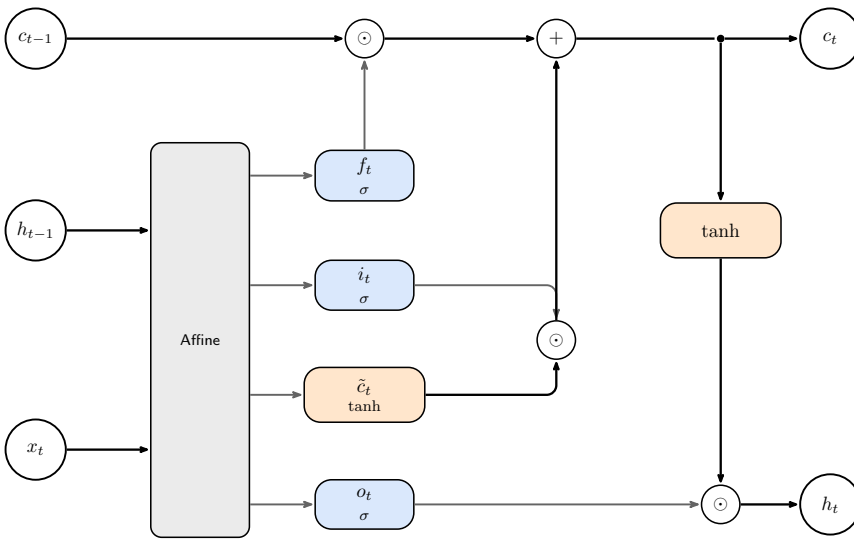 c_{t−1}
⊙
+
c_t
f_t
σ
h_{t−1}
tanh
i_t
σ
Affine
⊙
c̃_t
tanh
x_t
o_t
σ
⊙
h_t